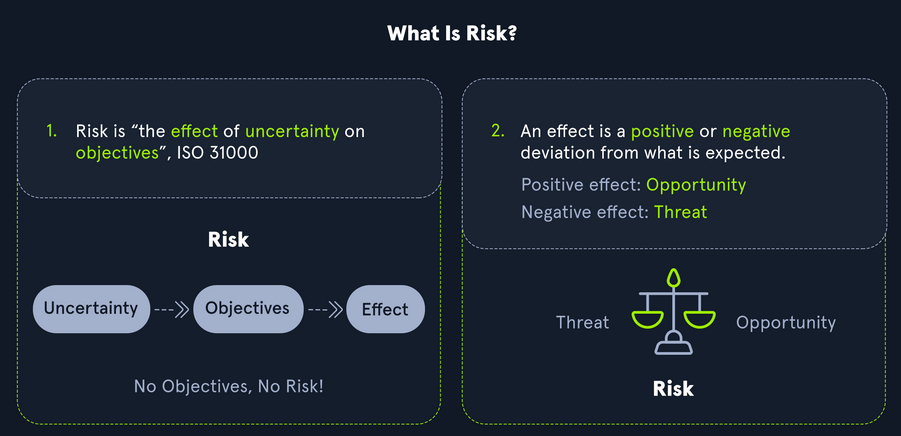 What Is Risk?
1. Risk is “the effect of uncertainty on
objectives”, ISO 31000
Risk
Uncertainty
Objectives
Effect
No Objectives, No Risk!
2. An effect is a positive or negative
deviation from what is expected.
Positive effect: Opportunity
Negative effect: Threat
Threat
Opportunity
Risk